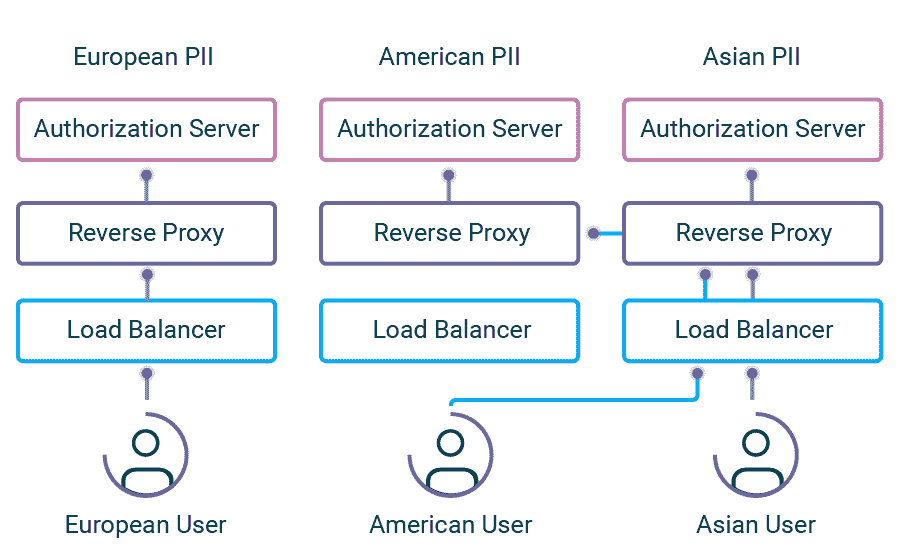 European PII
American PII
Asian PII
Authorization Server
Authorization Server
Authorization Server
Reverse Proxy
Reverse Proxy
Reverse Proxy
Load Balancer
Load Balancer
Load Balancer
European User
American User
Asian User